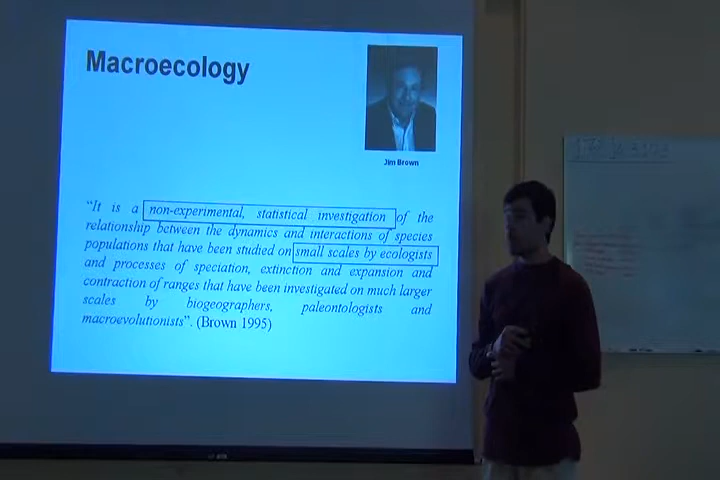 Macroecology
Jim Brown
“It is a non-experimental, statistical investigation of the
relationship between the dynamics and interactions of species
populations that have been studied on small scales by ecologists
and processes of speciation, extinction and expansion and
contraction of ranges that have been investigated on much larger
scales by biogeographers, paleontologists and
macroevolutionists”. (Brown 1995)